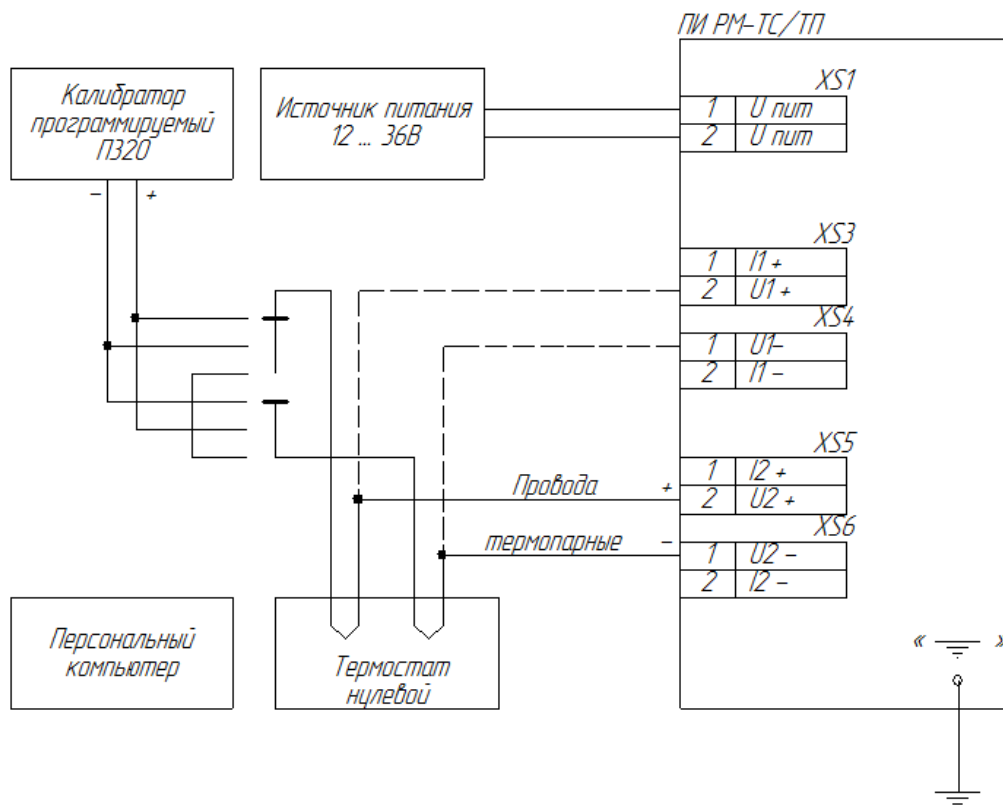 ПИ РМ-ТС/ТП
Калибратор
программируемый
П320
- +
Источник питания
12 ... 36В
XS1
1 U пит
2 U пит
XS3
1 I1 +
2 U1 +
XS4
1 U1-
2 I1 -
XS5
1 I2 +
2 U2 +
XS6
1 U2 -
2 I2 -
Провода +
термопарные -
Персональный
компьютер
Термостат
нулевой
« »